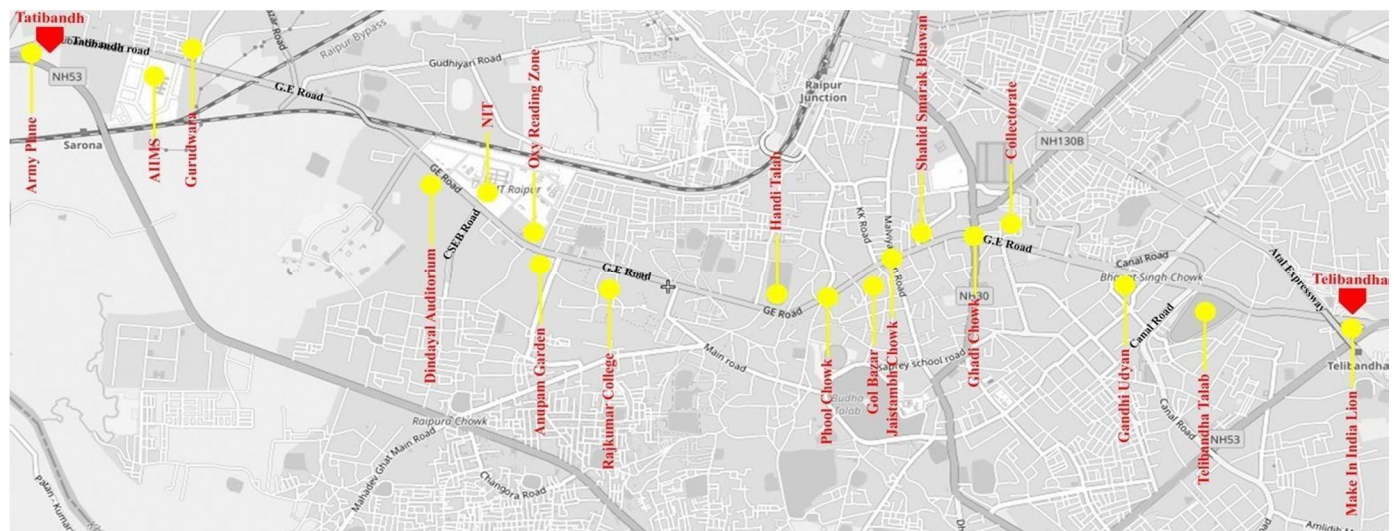 Tatibandh
Tatibandh road
NH53
Sarona
Army Plane
AIIMS
Gurudwara
Raipur Bypass
G.E Road
Gudhiyan Road
GE Road
CSEB Road
NIT
Oxy Reading Zone
Dindayal Auditorium
Anupam Garden
Rajkumar College
G.E Road
Raipura Chowk
Mahadev Ghat Main Road
Changora Road
Main road
Handi Talab
GE Road
Raipur
Junction
KK Road
Phool Chowk
Gol Bazar
Jaistambh Chowk
Budha
Talab
Shahid Smarak Bhawan
Collectorate
NH130B
G.E Road
NH30
Ghadi Chowk
Canal Road
Bhagat Singh Chowk
Canal Road
Gandhi Udyan
Telibandha Talab
Canal Road
NH53
Atal Expressway
Telibandha
Telibandha
Make In India Lion